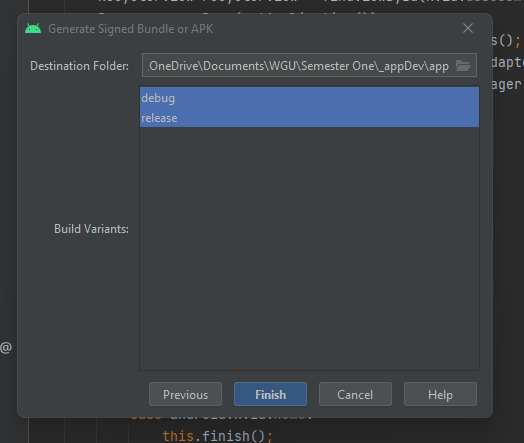 Generate Signed Bundle or APK
s();
Destination Folder:
OneDrive\Documents\WGU\Semester One\_appDev\app
adapte
ager
debug
release
Build Variants:
@
Previous
Finish
Cancel
Help
this.finish();